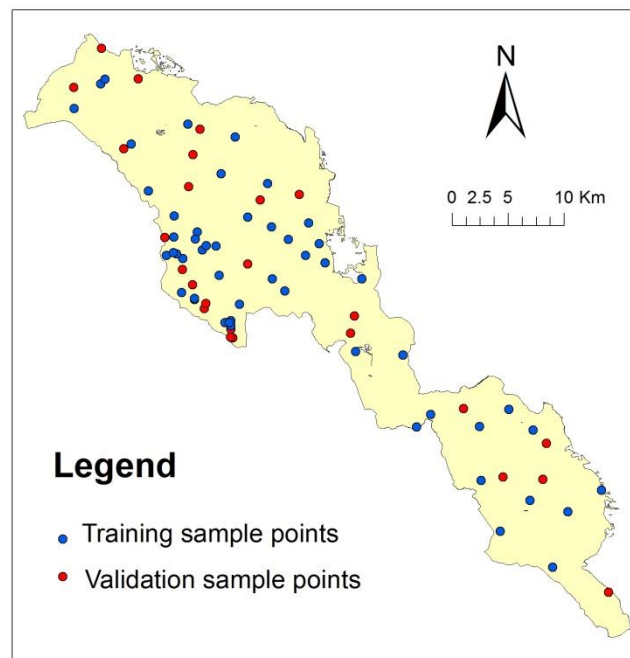 N
0 2.5 5 10 Km
Legend
Training sample points
Validation sample points